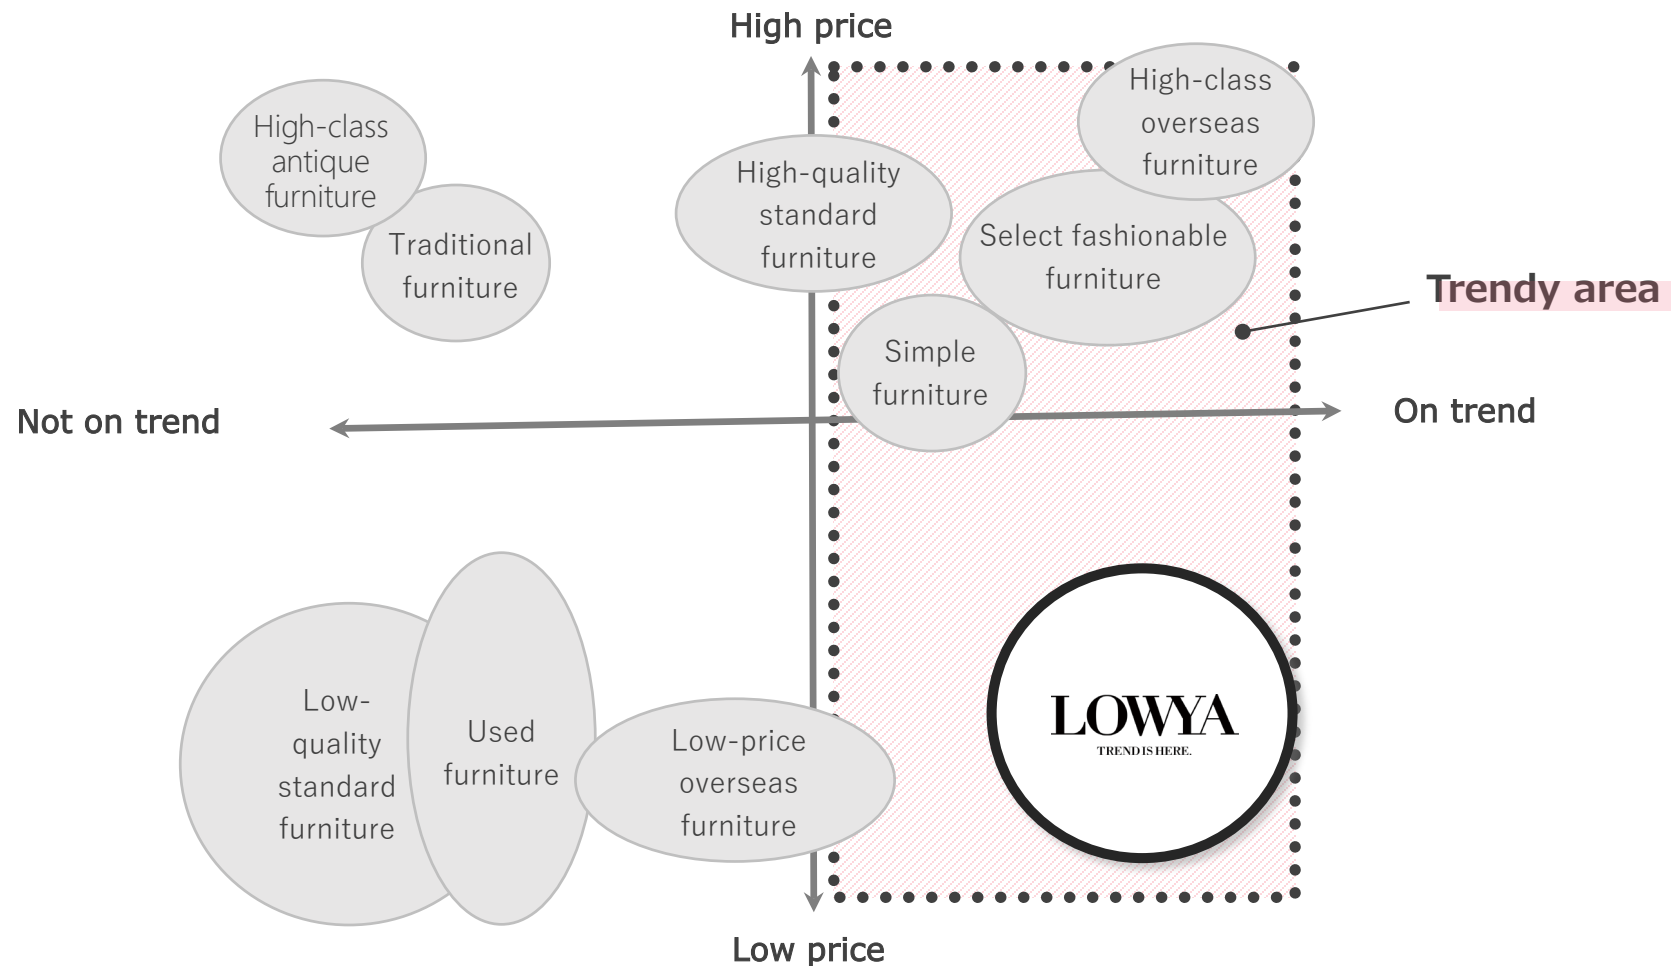 High price
High-class
antique
furniture
Traditional
furniture
High-quality
standard
furniture
High-class
overseas
furniture
Select fashionable
furniture
Simple
furniture
Trendy area
Not on trend
On trend
Low-
quality
standard
furniture
Used
furniture
Low-price
overseas
furniture
LOWYA
TREND IS HERE.
Low price